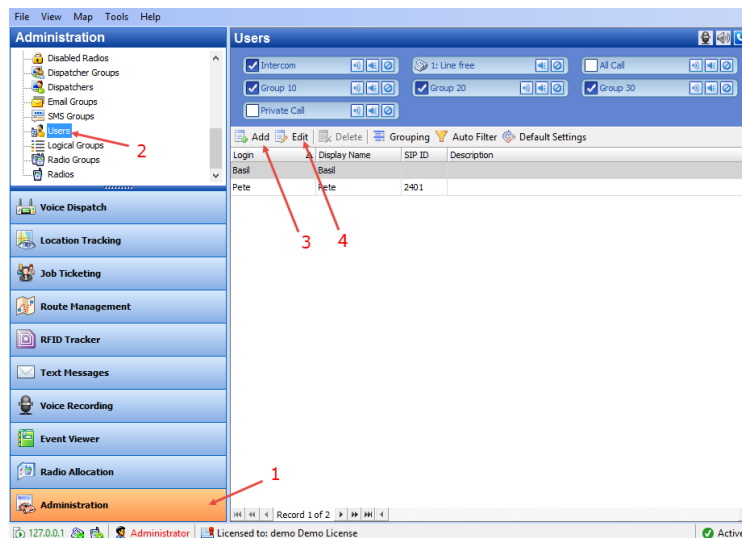 File View Map Tools Help
Administration
Disabled Radios
Dispatcher Groups
Dispatchers
Email Groups
SMS Groups
Users
Logical Groups
Radio Groups
Radios
2
Voice Dispatch
Location Tracking
Job Ticketing
Route Management
RFID Tracker
Text Messages
Voice Recording
Event Viewer
Radio Allocation
Administration
1
Users
Intercom
1: Line free
All Call
Group 10
Group 20
Group 30
Private Call
Add Edit Delete Grouping Auto Filter Default Settings
Login Display Name SIP ID Description
Basil Basil
Pete Pete 2401
3
4
Record 1 of 2
127.0.0.1 Administrator Licensed to: demo Demo License Active